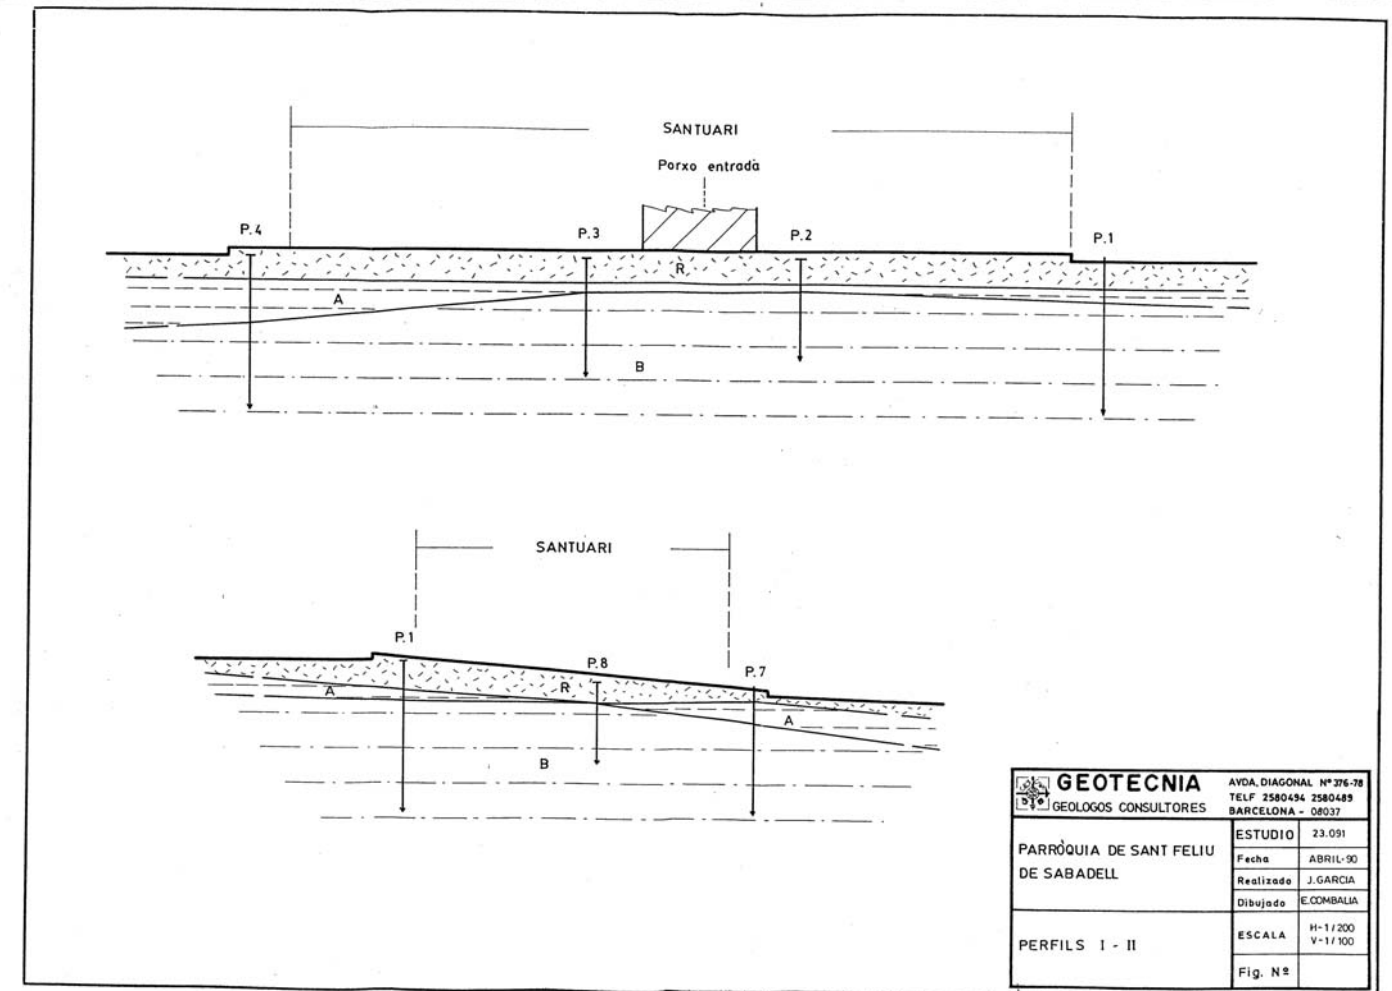 SANTUARI
Porxo entrada
P.4
P.3
P.2
P.1
R
A
B
SANTUARI
P.1
P.8
P.7
R
A
A
B
GEOTECNIA
GEOLOGOS CONSULTORES
AVDA, DIAGONAL Nº 376-78
TELF 2580494 2580489
BARCELONA - 08037
PARRÒQUIA DE SANT FELIU
DE SABADELL
ESTUDIO 23.091
Fecha ABRIL-90
Realizado J.GARCIA
Dibujado E.COMBALIA
PERFILS I - II
ESCALA H-1/200
V-1/100
Fig. Nº